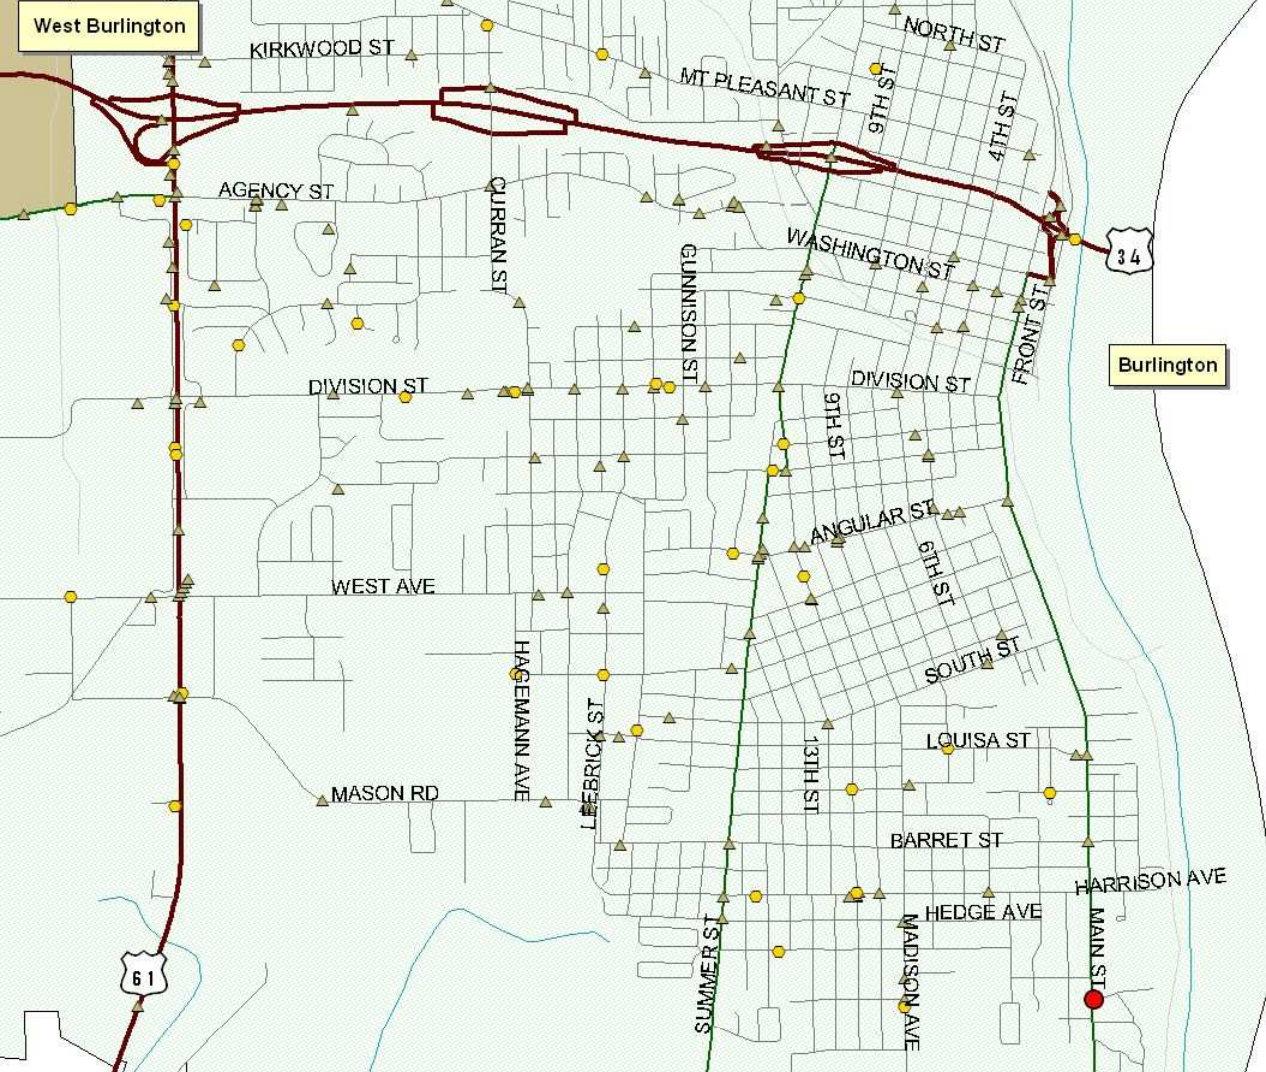 West Burlington
KIRKWOOD ST
NORTH ST
MT PLEASANT ST
9TH ST
4TH ST
AGENCY ST
CURRAN ST
WASHINGTON ST
34
GUNNISON ST
FRONT ST
Burlington
DIVISION ST
DIVISION ST
9TH ST
ANGULAR ST
6TH ST
WEST AVE
SOUTH ST
HAGEMANN AVE
LEEBRICK ST
LOUISA ST
13TH ST
MASON RD
BARRET ST
HARRISON AVE
HEDGE AVE
MAIN ST
MADISON AVE
SUMMER ST
61